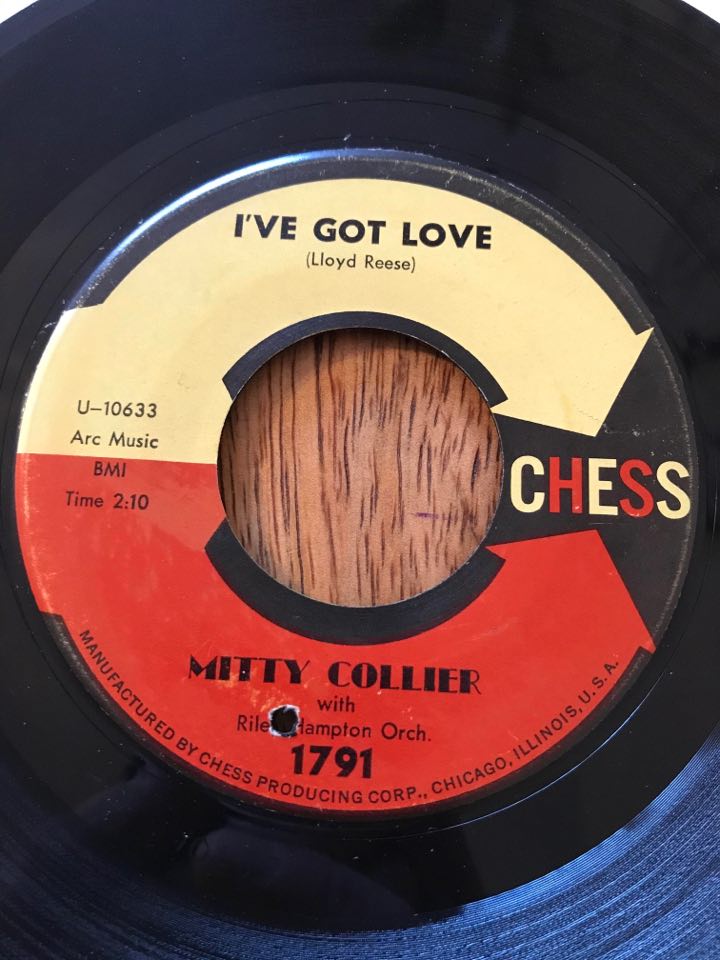 I'VE GOT LOVE
(Lloyd Reese)
U-10633
Arc Music
BMI
Time 2:10
CHESS
MITTY COLLIER
with
Hampton Orch.
1791
MANUFACTURED BY CHESS PRODUCING CORP., CHICAGO, ILLINOIS, U.S.A.